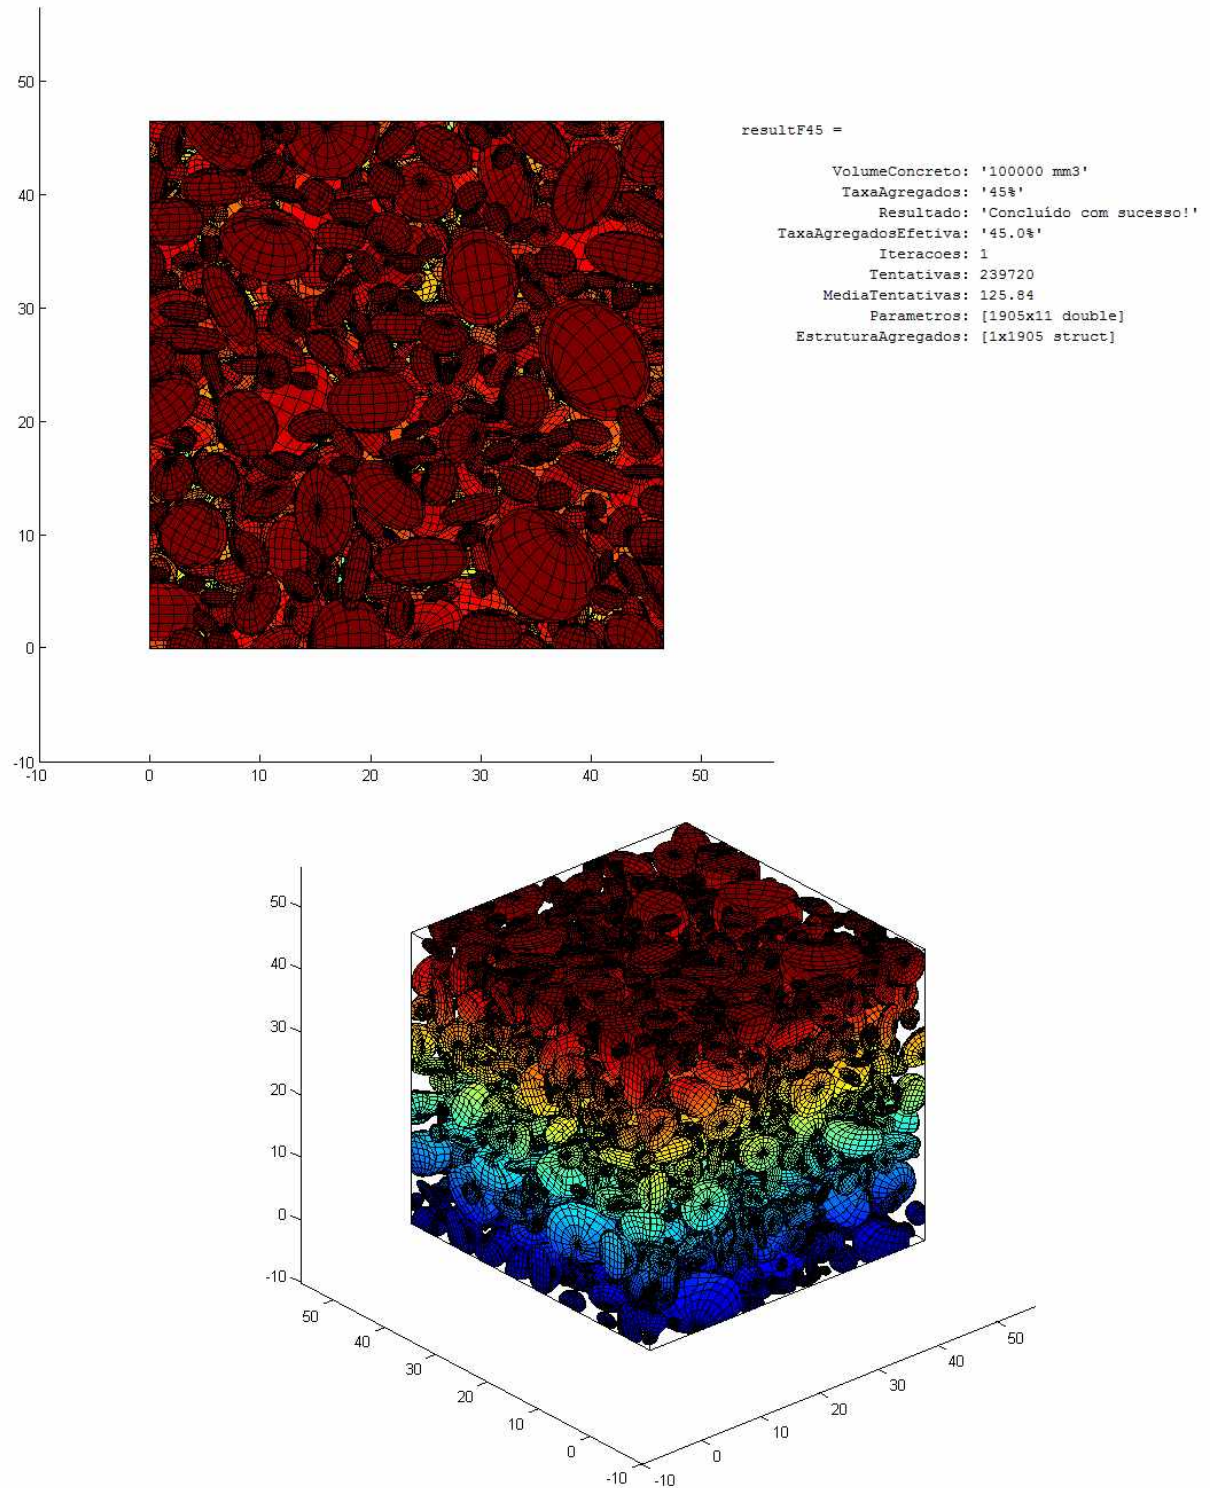 50
resultF45 =
VolumeConcreto: '100000 mm3'
40
TaxaAgregados: '45%'
Resultado: 'Concluído com sucesso!'
TaxaAgregadosEfetiva: '45.0%'
Iteracoes: 1
Tentativas: 239720
MediaTentativas: 125.84
30
Parametros: [1905x11 double]
EstruturaAgregados: [1x1905 struct]
20
10
0
-10
-10 0 10 20 30 40 50
50
40
30
20
10
0
-10
50
40
30
20
10
0
-10
-10
0
10
20
30
40
50